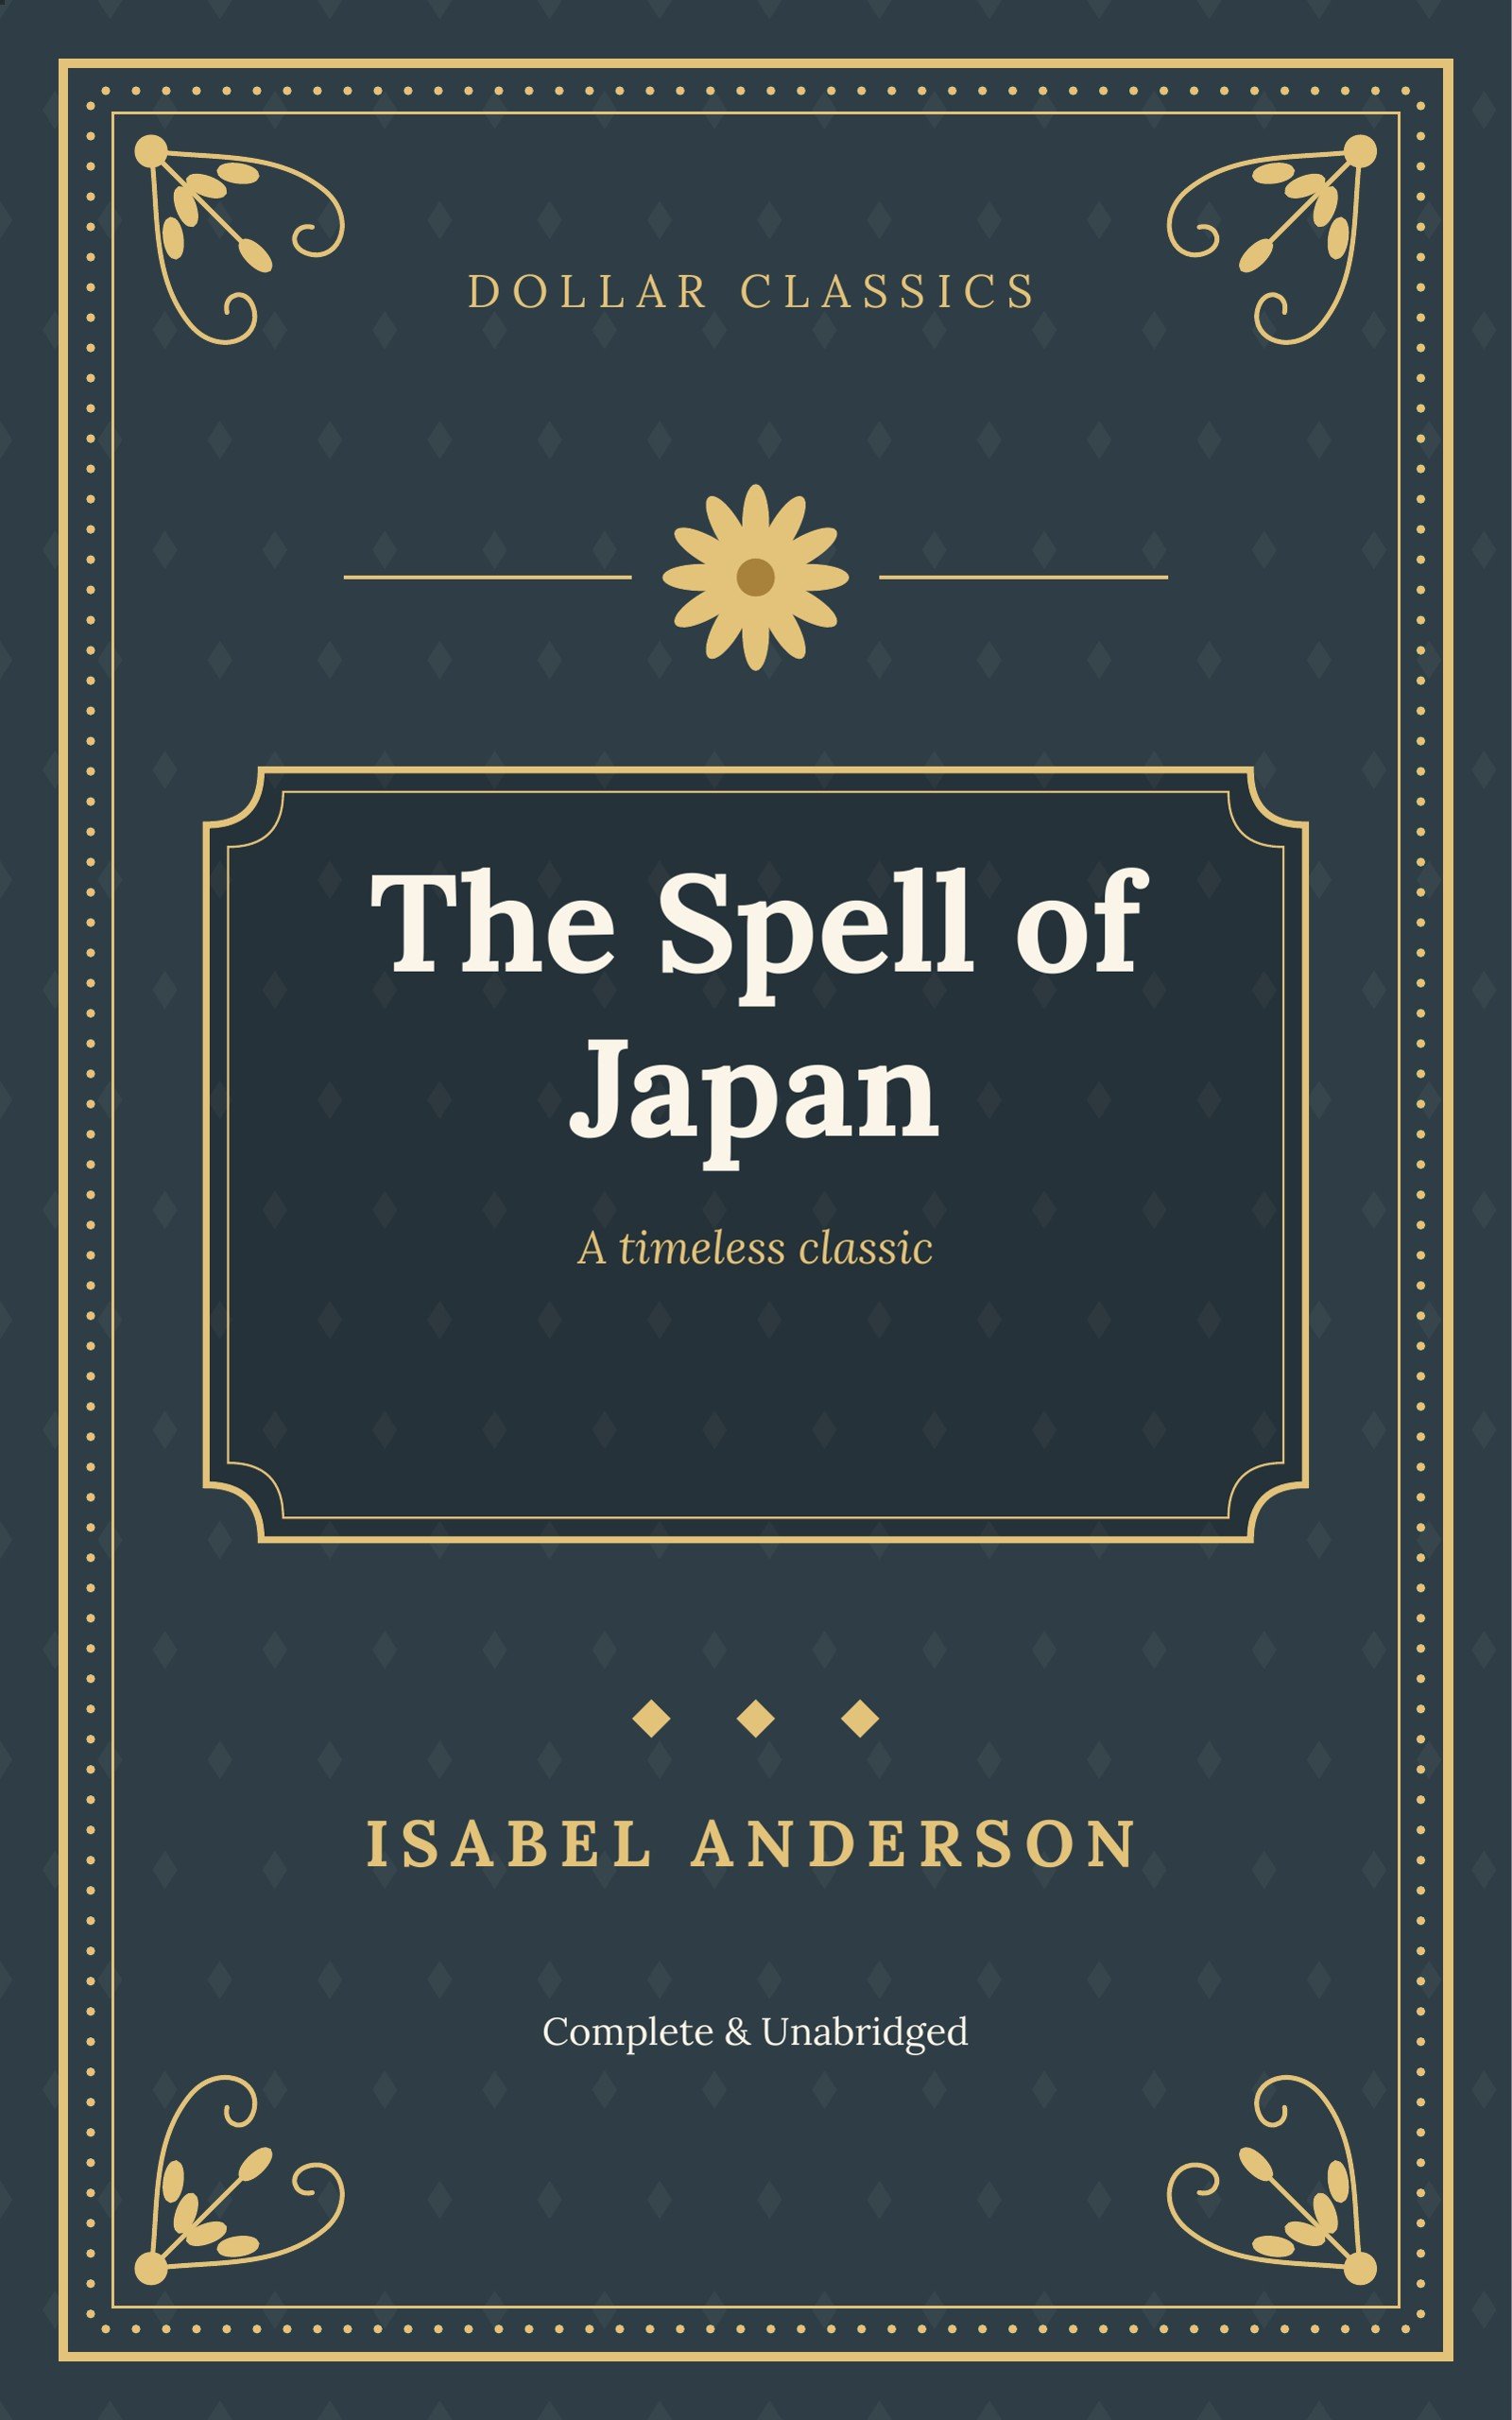 DOLLAR CLASSICS
The Spell of
Japan
A timeless classic
ISABEL ANDERSON
Complete & Unabridged